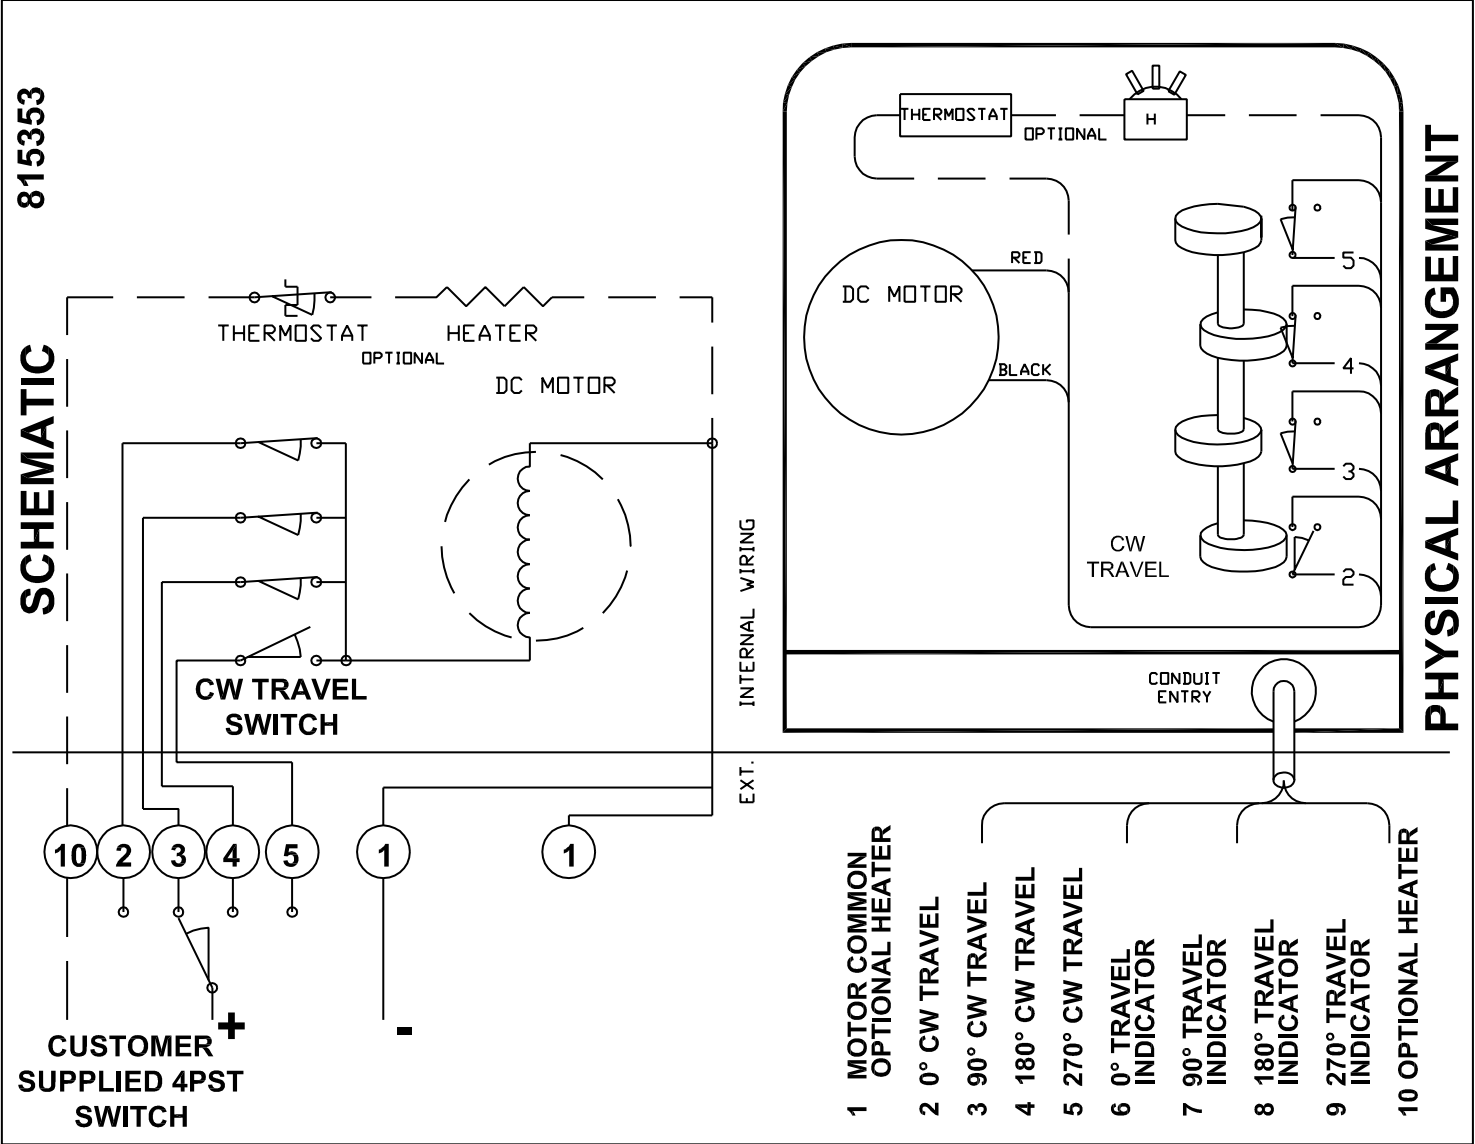 815353
SCHEMATIC
THERMOSTAT
HEATER
OPTIONAL
DC MOTOR
CW TRAVEL
SWITCH
INTERNAL WIRING
EXT.
10
2
3
4
5
1
1
+
-
CUSTOMER
SUPPLIED 4PST
SWITCH
PHYSICAL ARRANGEMENT
THERMOSTAT
OPTIONAL
H
DC MOTOR
RED
BLACK
5
4
3
2
CW
TRAVEL
CONDUIT
ENTRY
1 MOTOR COMMON
OPTIONAL HEATER
2 0° CW TRAVEL
3 90° CW TRAVEL
4 180° CW TRAVEL
5 270° CW TRAVEL
6 0° TRAVEL
INDICATOR
7 90° TRAVEL
INDICATOR
8 180° TRAVEL
INDICATOR
9 270° TRAVEL
INDICATOR
10 OPTIONAL HEATER